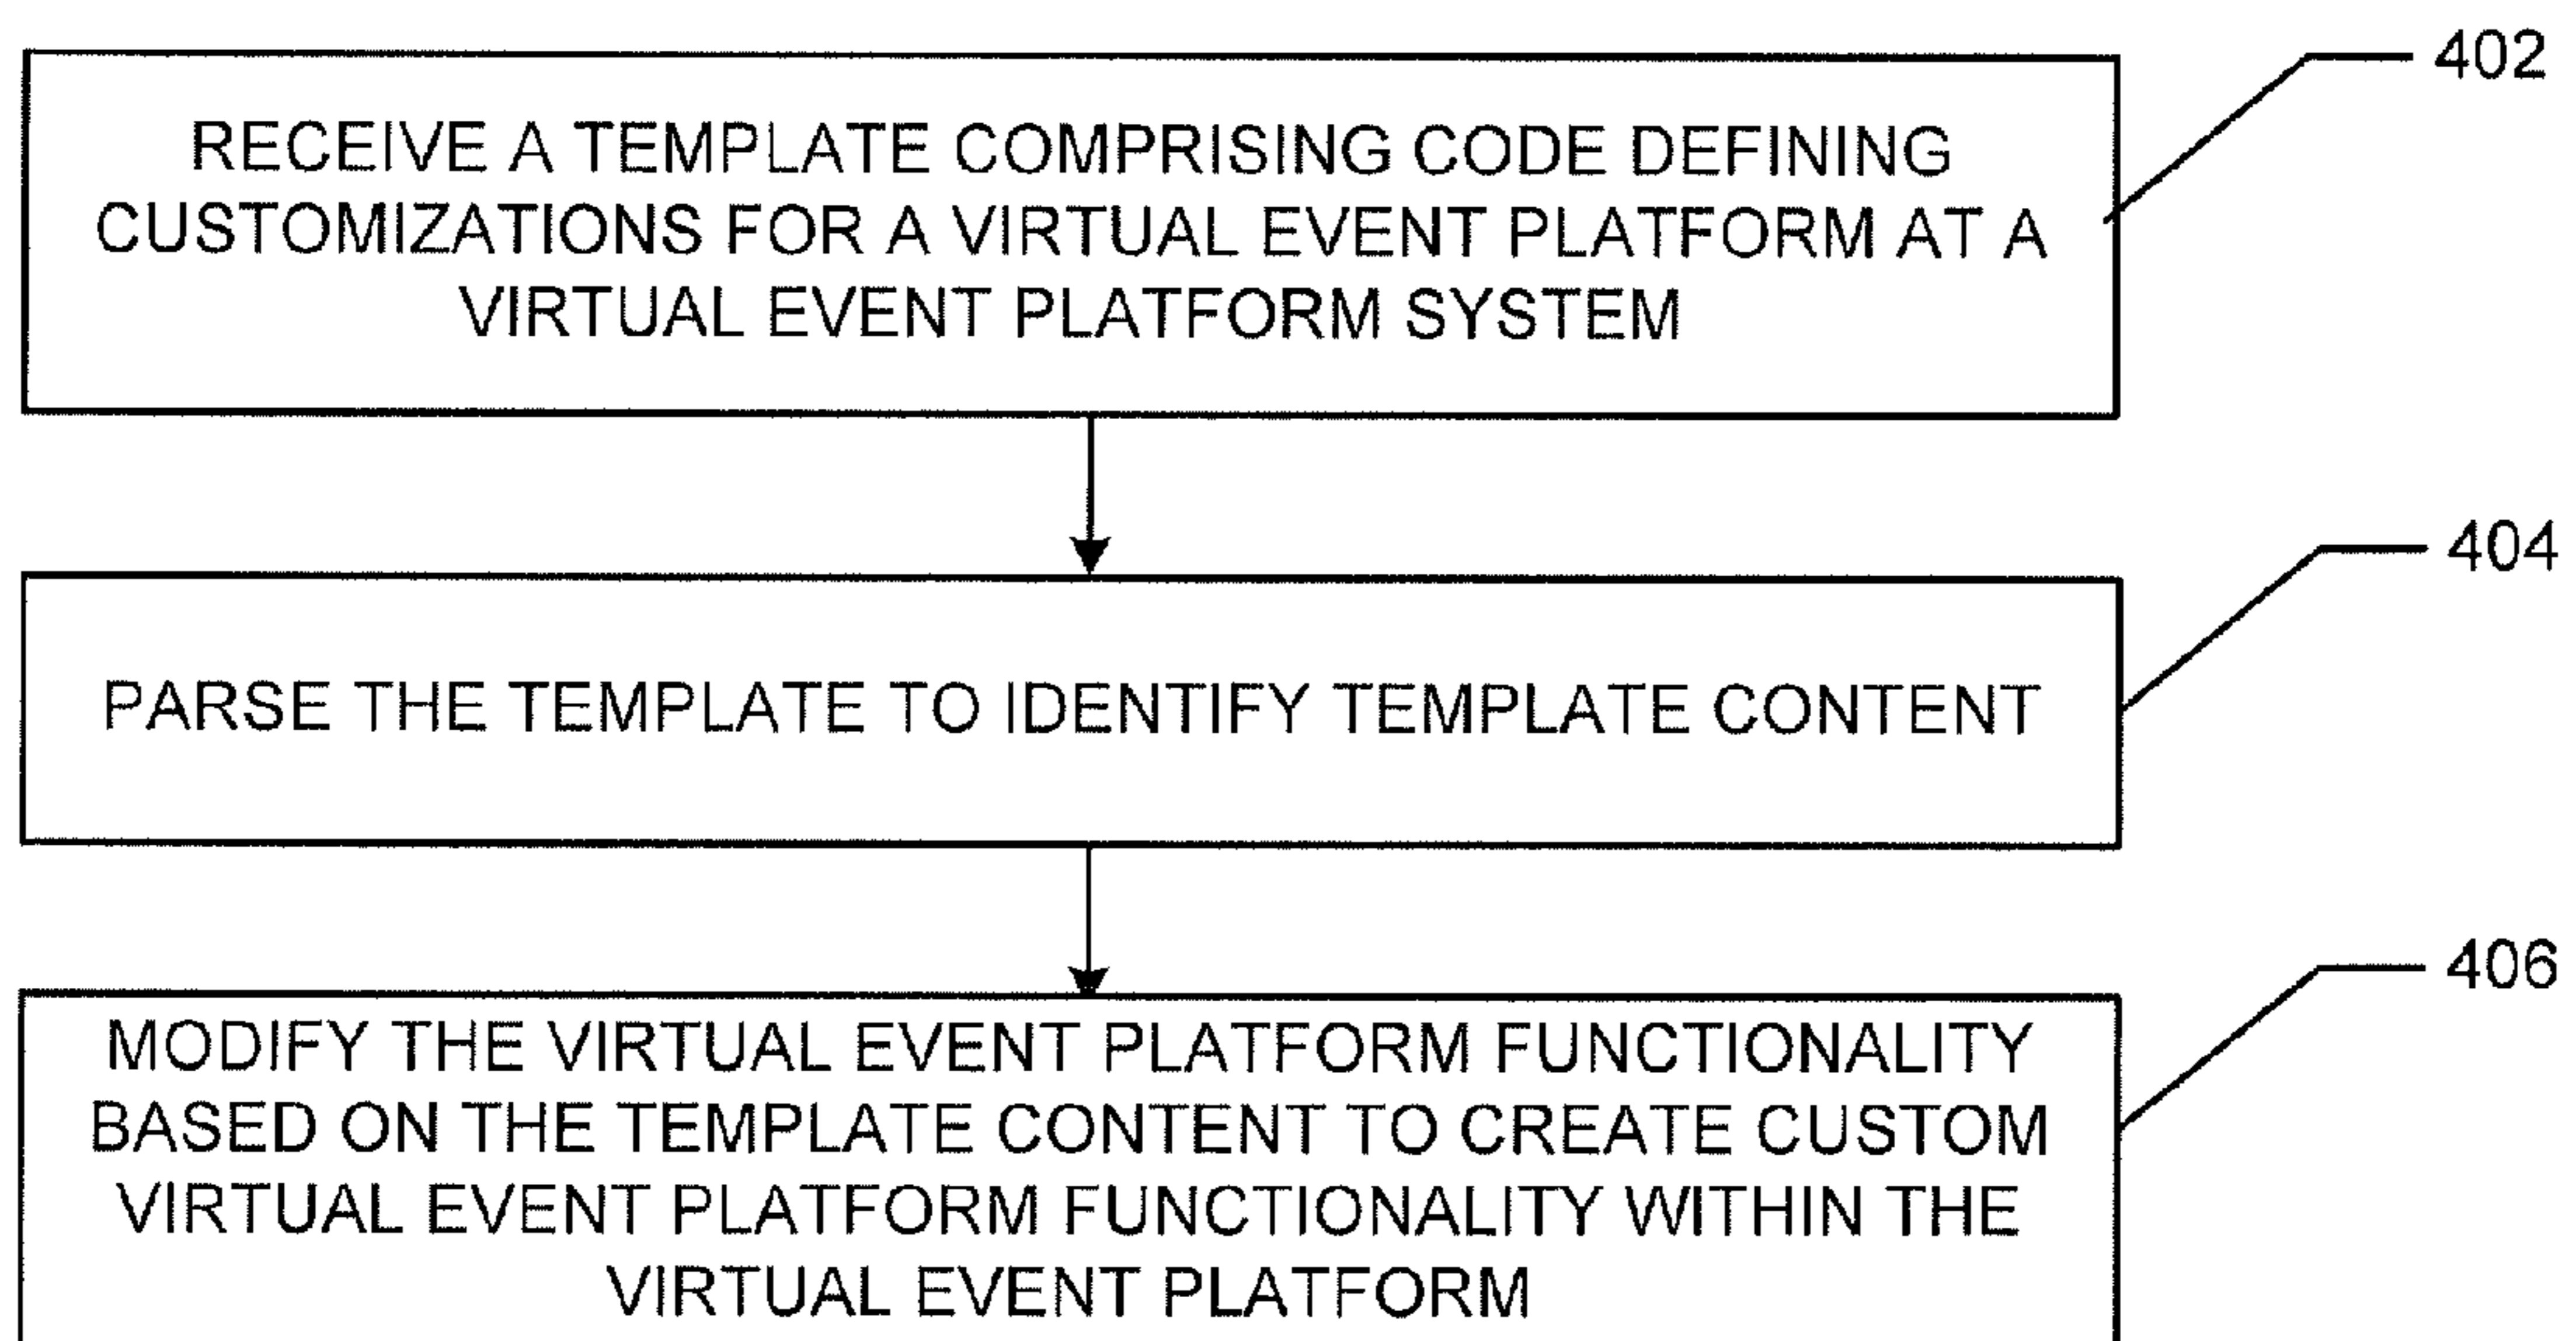 402
RECEIVE A TEMPLATE COMPRISING CODE DEFINING
CUSTOMIZATIONS FOR A VIRTUAL EVENT PLATFORM AT A
VIRTUAL EVENT PLATFORM SYSTEM
404
PARSE THE TEMPLATE TO IDENTIFY TEMPLATE CONTENT
406
MODIFY THE VIRTUAL EVENT PLATFORM FUNCTIONALITY
BASED ON THE TEMPLATE CONTENT TO CREATE CUSTOM
VIRTUAL EVENT PLATFORM FUNCTIONALITY WITHIN THE
VIRTUAL EVENT PLATFORM